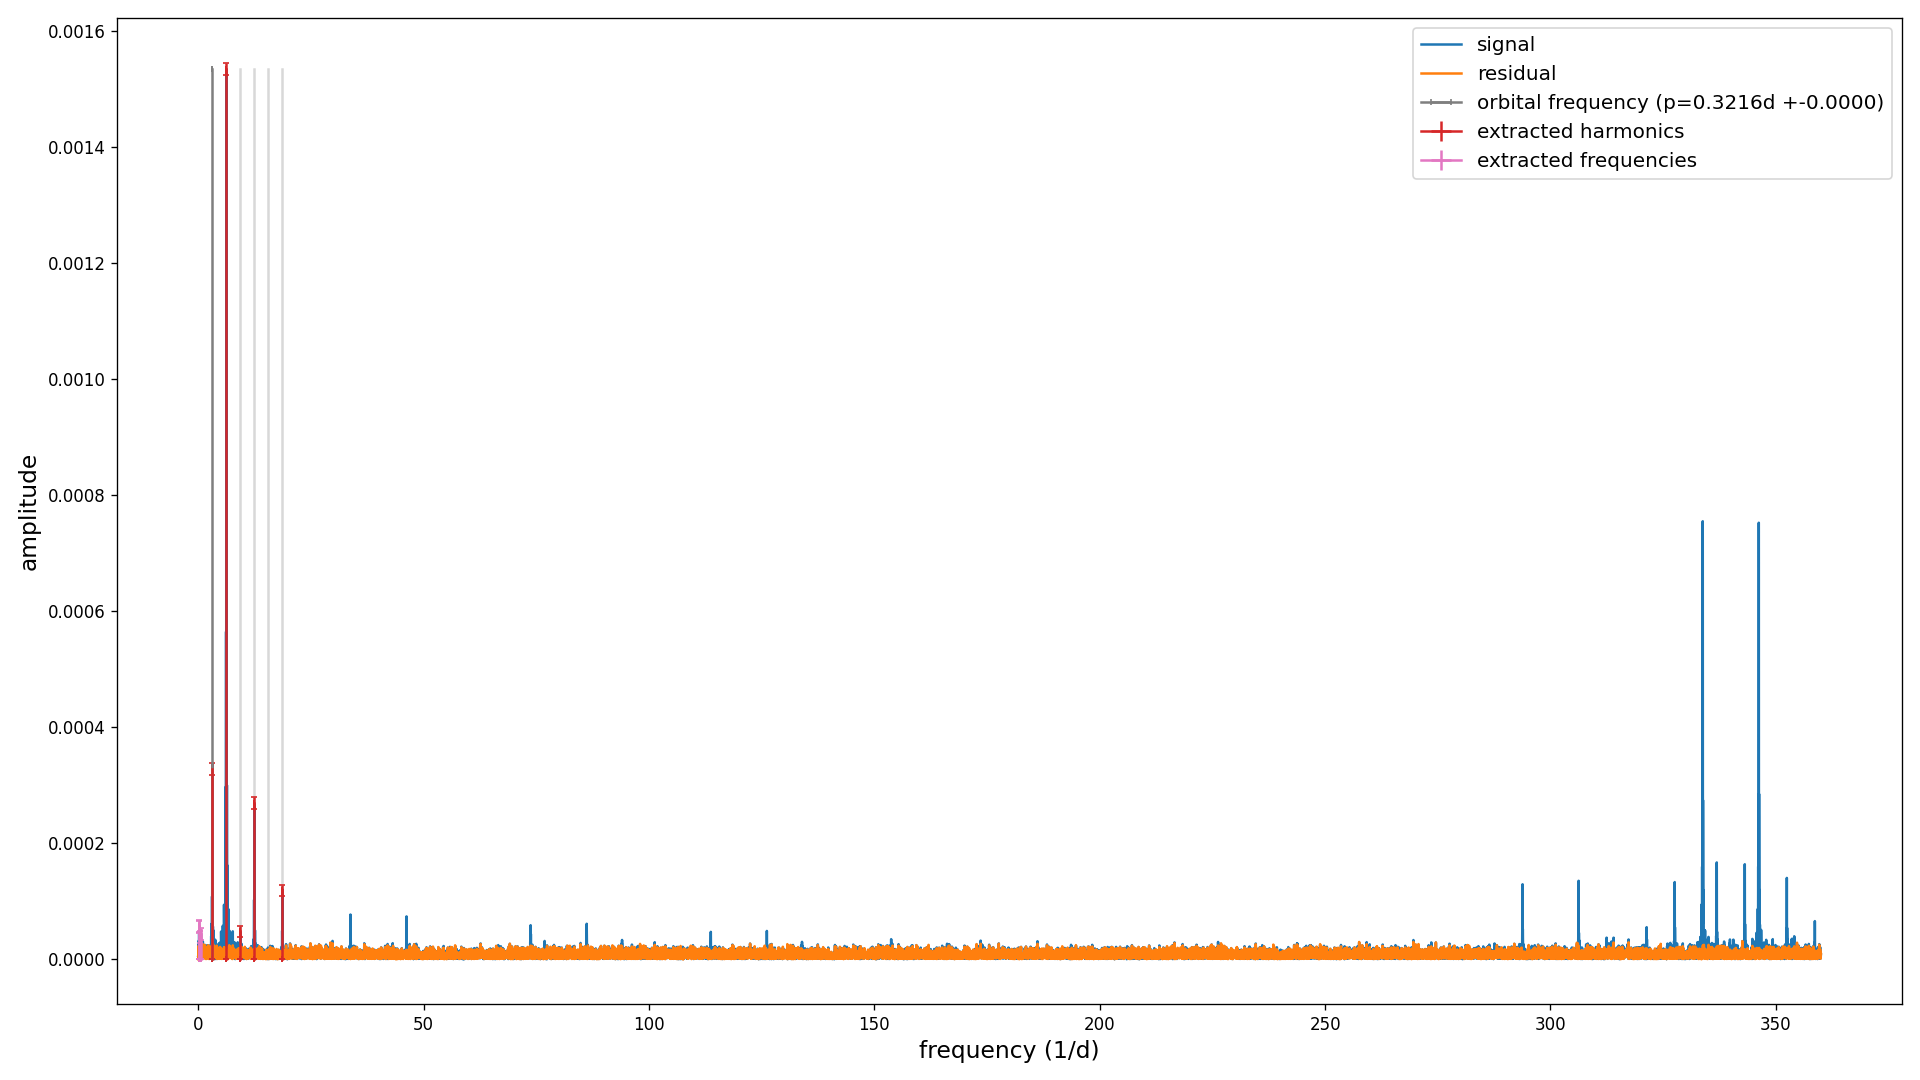 signal
residual
orbital frequency (p=0.3216d +-0.0000)
extracted harmonics
extracted frequencies
amplitude
0.0016
0.0014
0.0012
0.0010
0.0008
0.0006
0.0004
0.0002
0.0000
0 50 100 150 200 250 300 350
frequency (1/d)